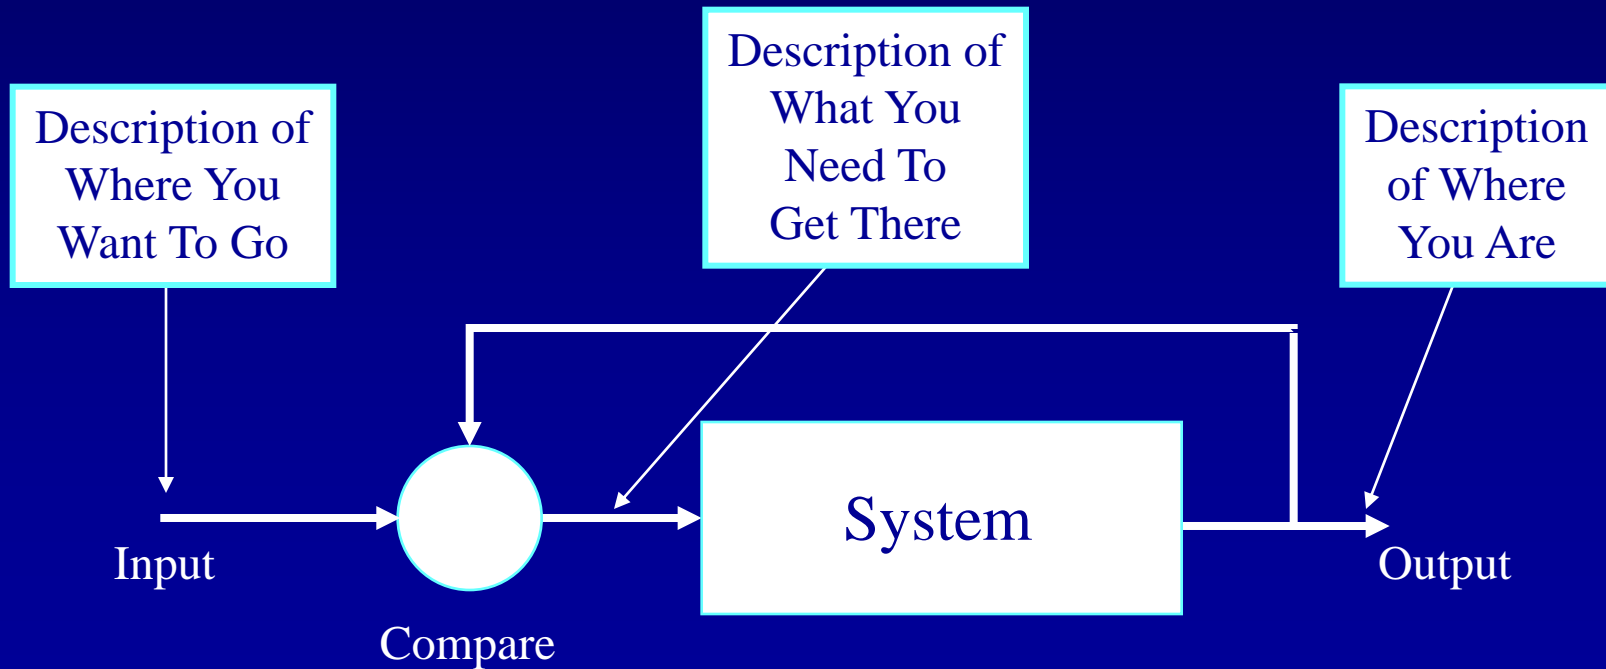 Description of
Where You
Want To Go
Description of
What You
Need To
Get There
Description
of Where
You Are
System
Input
Output
Compare